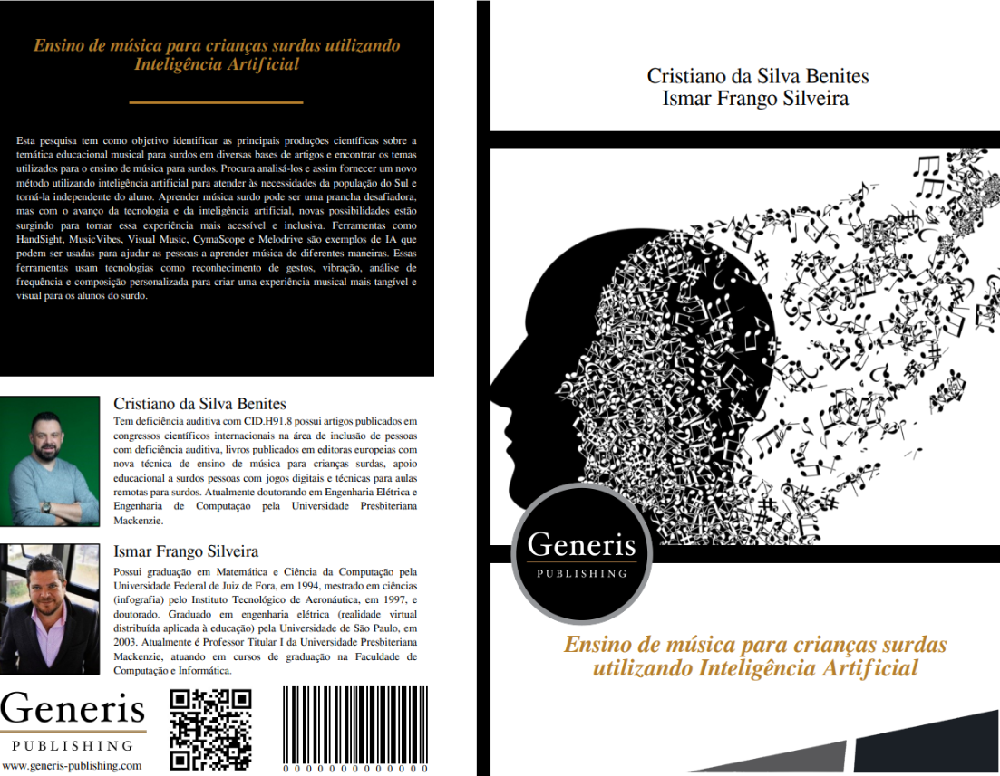 Ensino de música para crianças surdas utilizando
Inteligência Artificial
Esta pesquisa tem como objetivo identificar as principais produções científicas sobre a
temática educacional musical para surdos em diversas bases de artigos e encontrar os temas
utilizados para o ensino de música para surdos. Procura analisá-los e assim fornecer um novo
método utilizando inteligência artificial para atender às necessidades da população do Sul e
torná-la independente do aluno. Aprender música surdo pode ser uma prancha desafiadora,
mas com o avanço da tecnologia e da inteligência artificial, novas possibilidades estão
surgindo para tornar essa experiência mais acessível e inclusiva. Ferramentas como
HandSight, MusicVibes, Visual Music, CymaScope e Melodrive são exemplos de IA que
podem ser usadas para ajudar as pessoas a aprender música de diferentes maneiras. Essas
ferramentas usam tecnologias como reconhecimento de gestos, vibração, análise de
frequência e composição personalizada para criar uma experiência musical mais tangível e
visual para os alunos do surdo.
Cristiano da Silva Benites
Tem deficiência auditiva com CID.H91.8 possui artigos publicados em
congressos científicos internacionais na área de inclusão de pessoas
com deficiência auditiva, livros publicados em editoras europeias com
nova técnica de ensino de música para crianças surdas, apoio
educacional a surdos pessoas com jogos digitais e técnicas para aulas
remotas para surdos. Atualmente doutorando em Engenharia Elétrica e
Engenharia de Computação pela Universidade Presbiteriana
Mackenzie.
Ismar Frango Silveira
Possui graduação em Matemática e Ciência da Computação pela
Universidade Federal de Juiz de Fora, em 1994, mestrado em ciências
(infografia) pelo Instituto Tecnológico de Aeronáutica, em 1997, e
doutorado. Graduado em engenharia elétrica (realidade virtual
distribuída aplicada à educação) pela Universidade de São Paulo, em
2003. Atualmente é Professor Titular I da Universidade Presbiteriana
Mackenzie, atuando em cursos de graduação na Faculdade de
Computação e Informática.
Generis
PUBLISHING
www.generis-publishing.com
0 0 0 0 0 0 0 0 0 0 0 0 0
Cristiano da Silva Benites
Ismar Frango Silveira
Generis
PUBLISHING
Ensino de música para crianças surdas
utilizando Inteligência Artificial